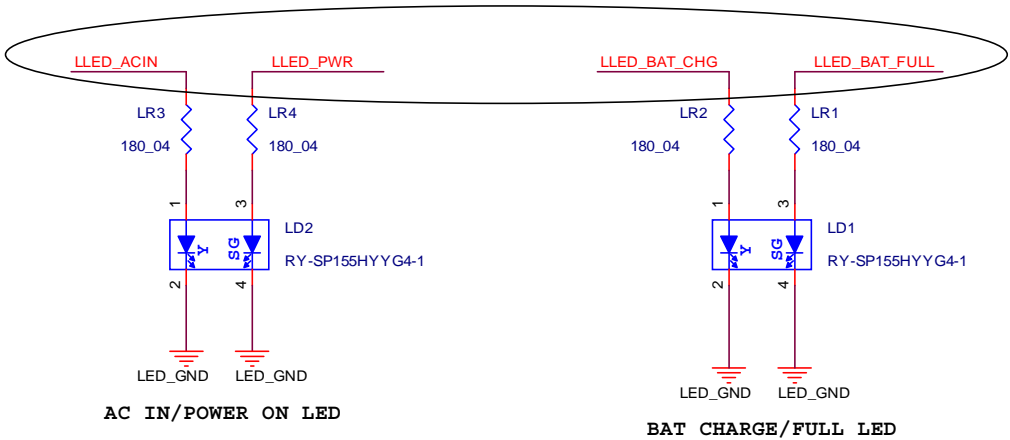 LLED_ACIN
LLED_PWR
LLED_BAT_CHG
LLED_BAT_FULL
LR3
LR4
LR2
LR1
180_04
180_04
180_04
180_04
1
3
1
3
LD2
LD1
Y
SG
Y
SG
RY-SP155HYYG4-1
RY-SP155HYYG4-1
2
4
2
4
LED_GND
LED_GND
LED_GND
LED_GND
AC IN/POWER ON LED
BAT CHARGE/FULL LED